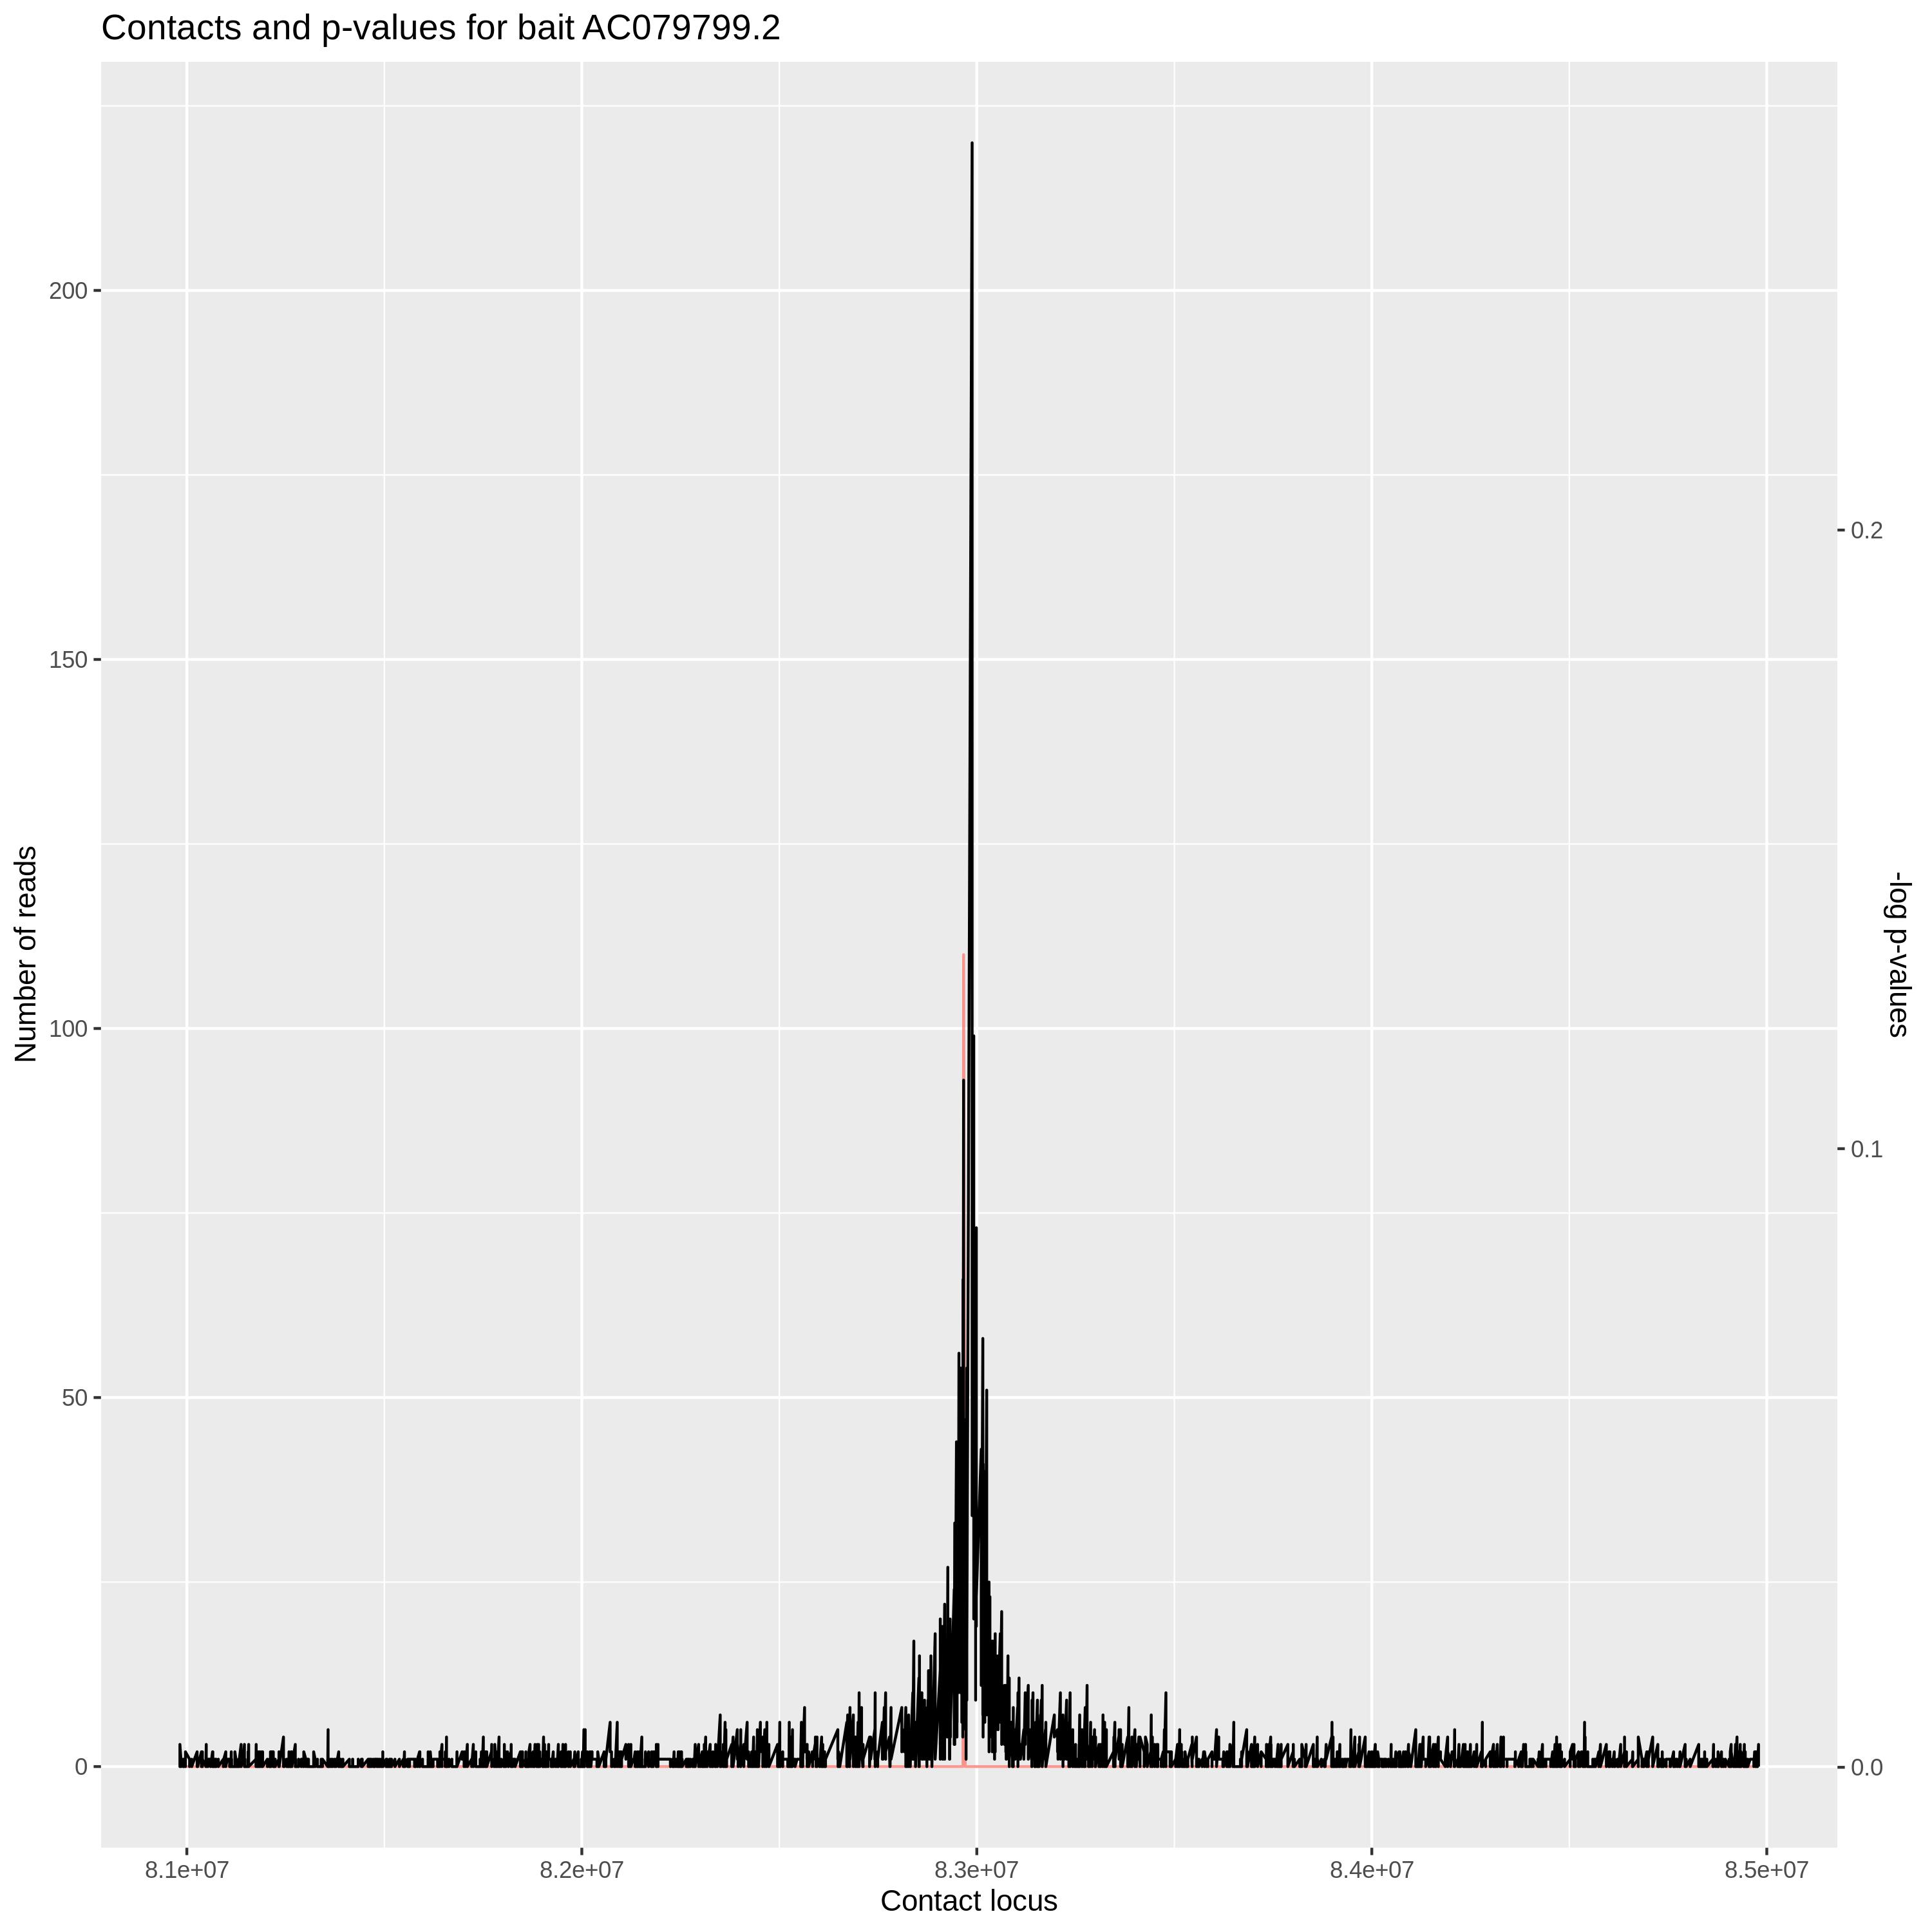 Contacts and p-values for bait AC079799.2
Number of reads
200
150
100
50
0
0.2
0.1
0.0
-log p-values
8.1e+07 8.2e+07 8.3e+07 8.4e+07 8.5e+07
Contact locus